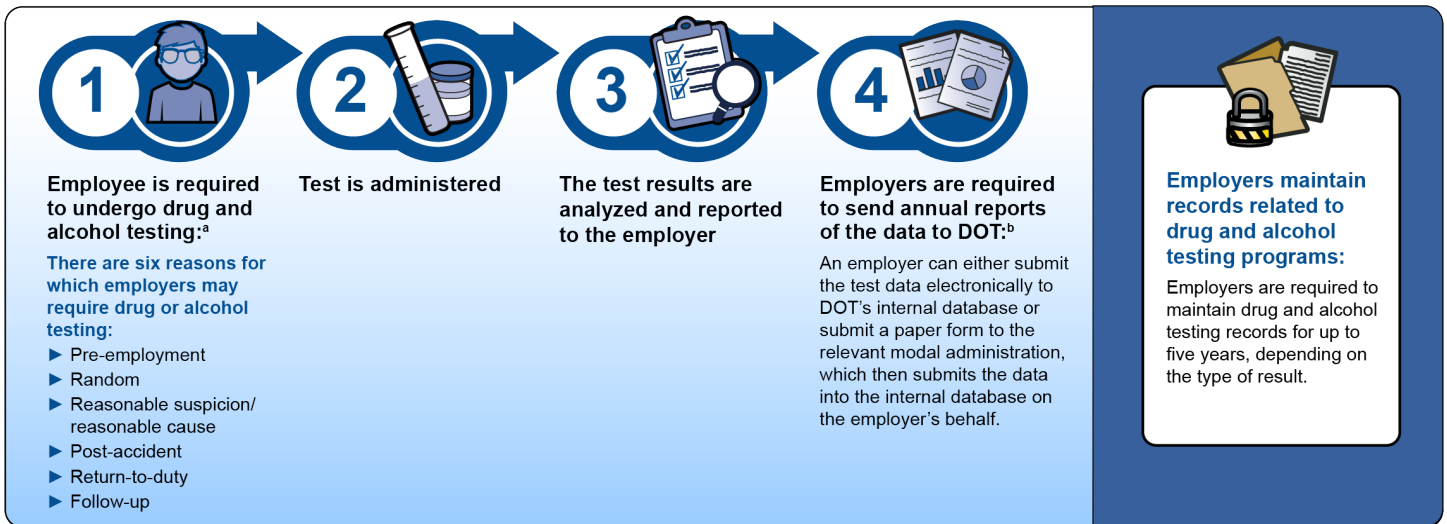 1
Employee is required
to undergo drug and
alcohol testing:a
There are six reasons for
which employers may
require drug or alcohol
testing:
► Pre-employment
► Random
► Reasonable suspicion/
reasonable cause
► Post-accident
► Return-to-duty
► Follow-up
2
Test is administered
3
The test results are
analyzed and reported
to the employer
4
Employers are required
to send annual reports
of the data to DOT:b
An employer can either submit
the test data electronically to
DOT’s internal database or
submit a paper form to the
relevant modal administration,
which then submits the data
into the internal database on
the employer’s behalf.
Employers maintain
records related to
drug and alcohol
testing programs:
Employers are required to
maintain drug and alcohol
testing records for up to
five years, depending on
the type of result.